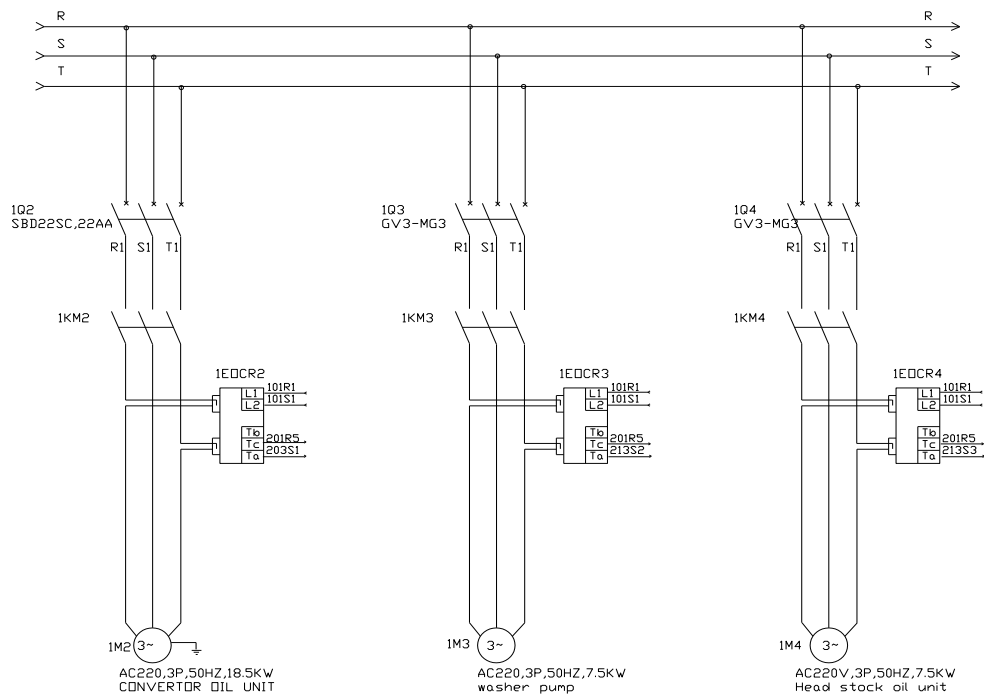 R
R
S
S
T
T
1Q2
SBD22SC,22AA
1Q3
GV3-MG3
1Q4
GV3-MG3
R1 S1 T1
R1 S1 T1
R1 S1 T1
1KM2
1KM3
1KM4
1EOCR2
L1 101R1
L2 101S1
Tb
Tc 201R5
Ta 203S1
1EOCR3
L1 101R1
L2 101S1
Tb
Tc 201R5
Ta 213S2
1EOCR4
L1 101R1
L2 101S1
Tb
Tc 201R5
Ta 213S3
1M2 3~
AC220,3P,50HZ,18.5KW
CONVERTOR OIL UNIT
1M3 3~
AC220,3P,50HZ,7.5KW
washer pump
1M4 3~
AC220V,3P,50HZ,7.5KW
Head stock oil unit